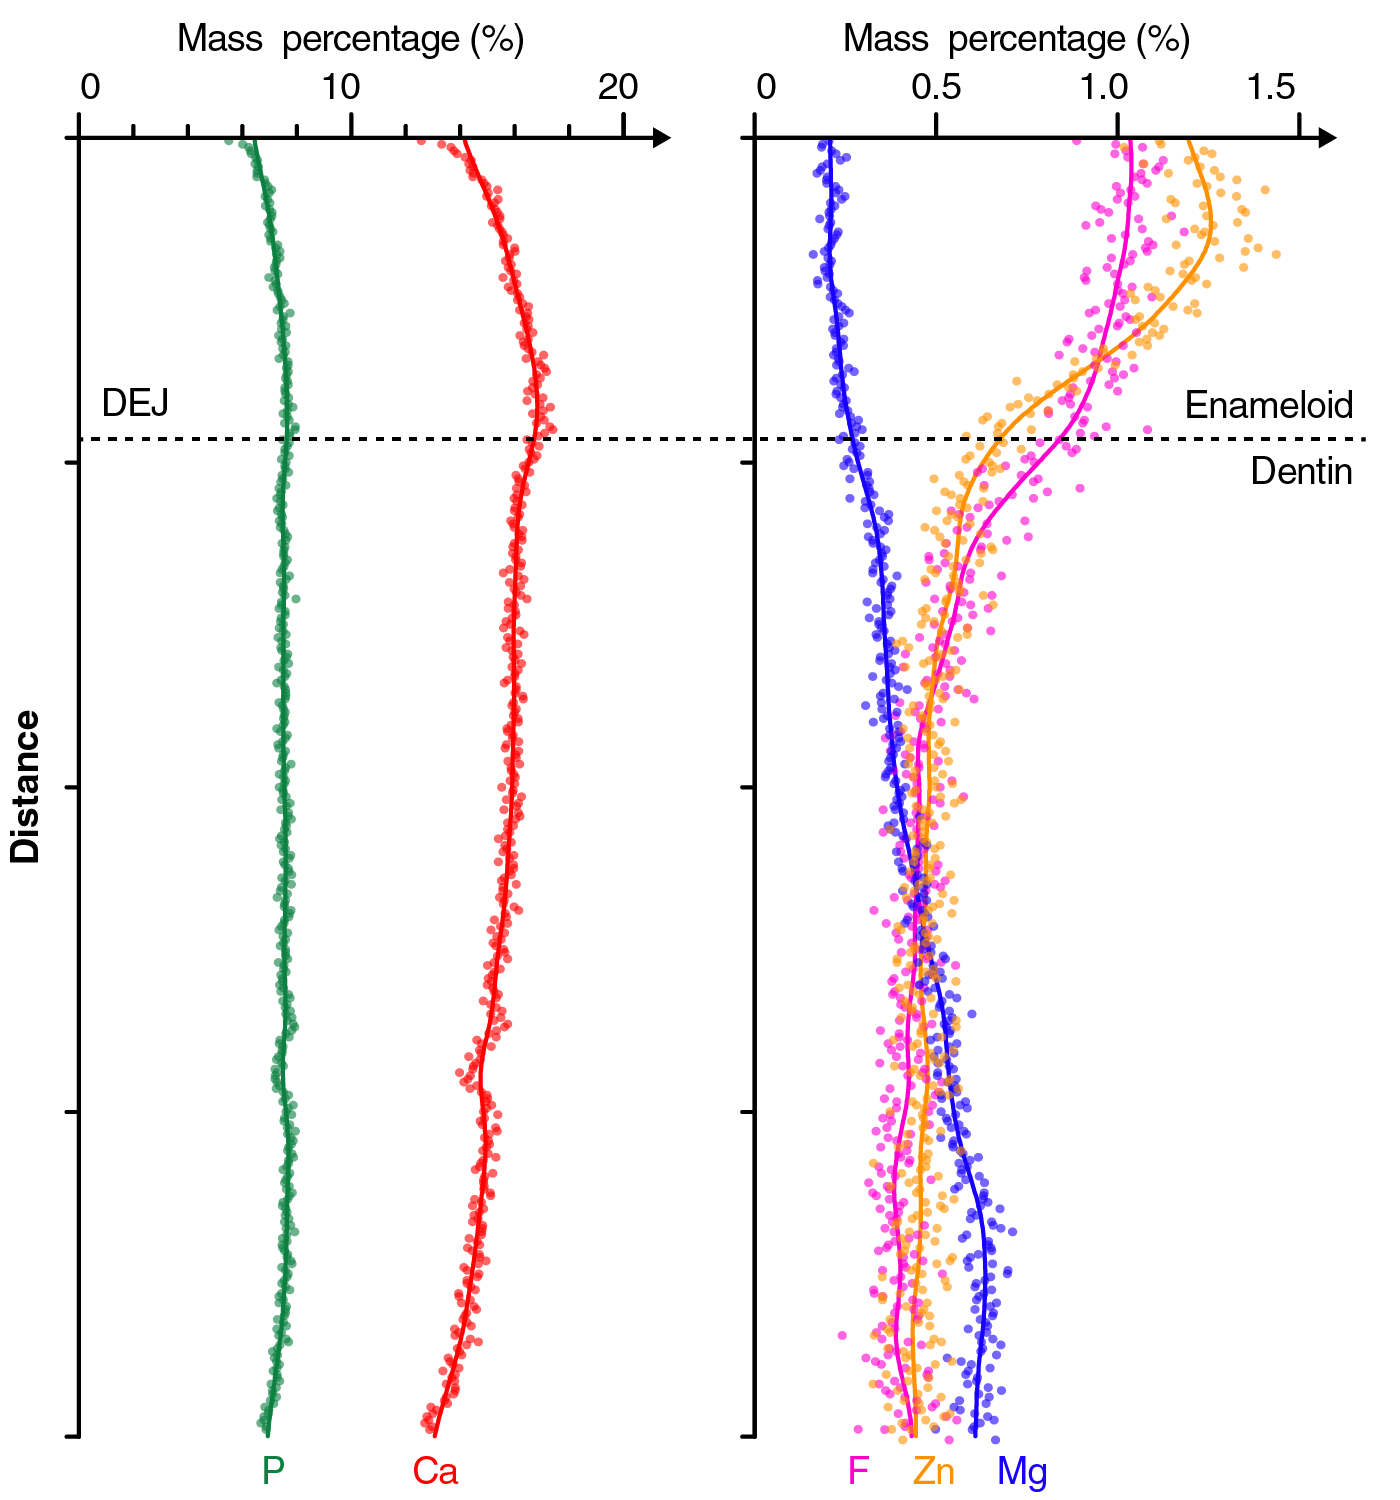 Mass percentage (%)
Mass percentage (%)
0 10 20
0 0.5 1.0 1.5
DEJ
Enameloid
Dentin
Distance
P Ca
F Zn Mg